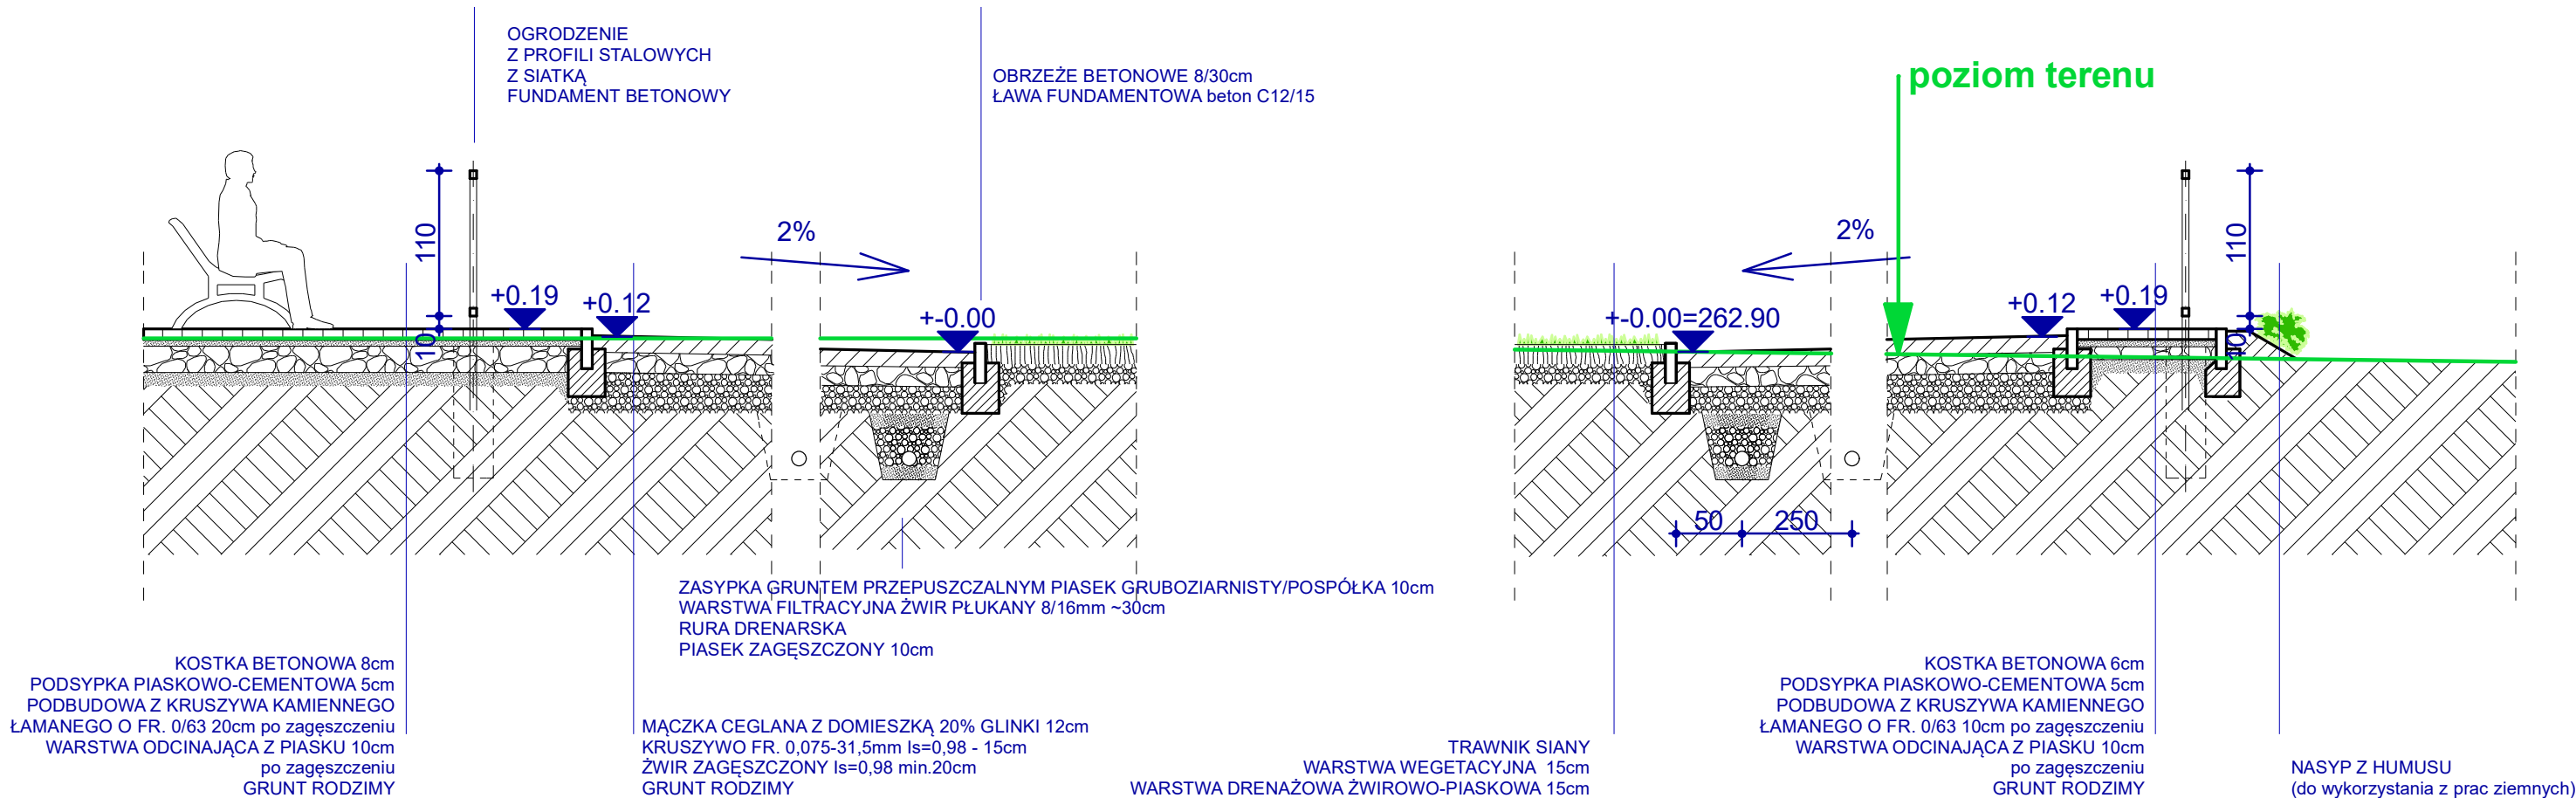 OGRODZENIE
Z PROFILI STALOWYCH
Z SIATKĄ
FUNDAMENT BETONOWY
OBRZEŻE BETONOWE 8/30cm
ŁAWA FUNDAMENTOWA beton C12/15
poziom terenu
110
10
+0.19
+0.12
2%
+-0.00
+-0.00=262.90
2%
+0.12
+0.19
110
10
50
250
ZASYPKA GRUNTEM PRZEPUSZCZALNYM PIASEK GRUBOZIARNISTY/POSPÓŁKA 10cm
WARSTWA FILTRACYJNA ŻWIR PŁUKANY 8/16mm ~30cm
RURA DRENARSKA
PIASEK ZAGĘSZCZONY 10cm
KOSTKA BETONOWA 8cm
PODSYPKA PIASKOWO-CEMENTOWA 5cm
PODBUDOWA Z KRUSZYWA KAMIENNEGO
ŁAMANEGO O FR. 0/63 20cm po zagęszczeniu
WARSTWA ODCINAJĄCA Z PIASKU 10cm
po zagęszczeniu
GRUNT RODZIMY
MĄCZKA CEGLANA Z DOMIESZKĄ 20% GLINKI 12cm
KRUSZYWO FR. 0,075-31,5mm Is=0,98 - 15cm
ŻWIR ZAGĘSZCZONY Is=0,98 min.20cm
GRUNT RODZIMY
TRAWNIK SIANY
WARSTWA WEGETACYJNA 15cm
WARSTWA DRENAŻOWA ŻWIROWO-PIASKOWA 15cm
KOSTKA BETONOWA 6cm
PODSYPKA PIASKOWO-CEMENTOWA 5cm
PODBUDOWA Z KRUSZYWA KAMIENNEGO
ŁAMANEGO O FR. 0/63 10cm po zagęszczeniu
WARSTWA ODCINAJĄCA Z PIASKU 10cm
po zagęszczeniu
GRUNT RODZIMY
NASYP Z HUMUSU
(do wykorzystania z prac ziemnych)